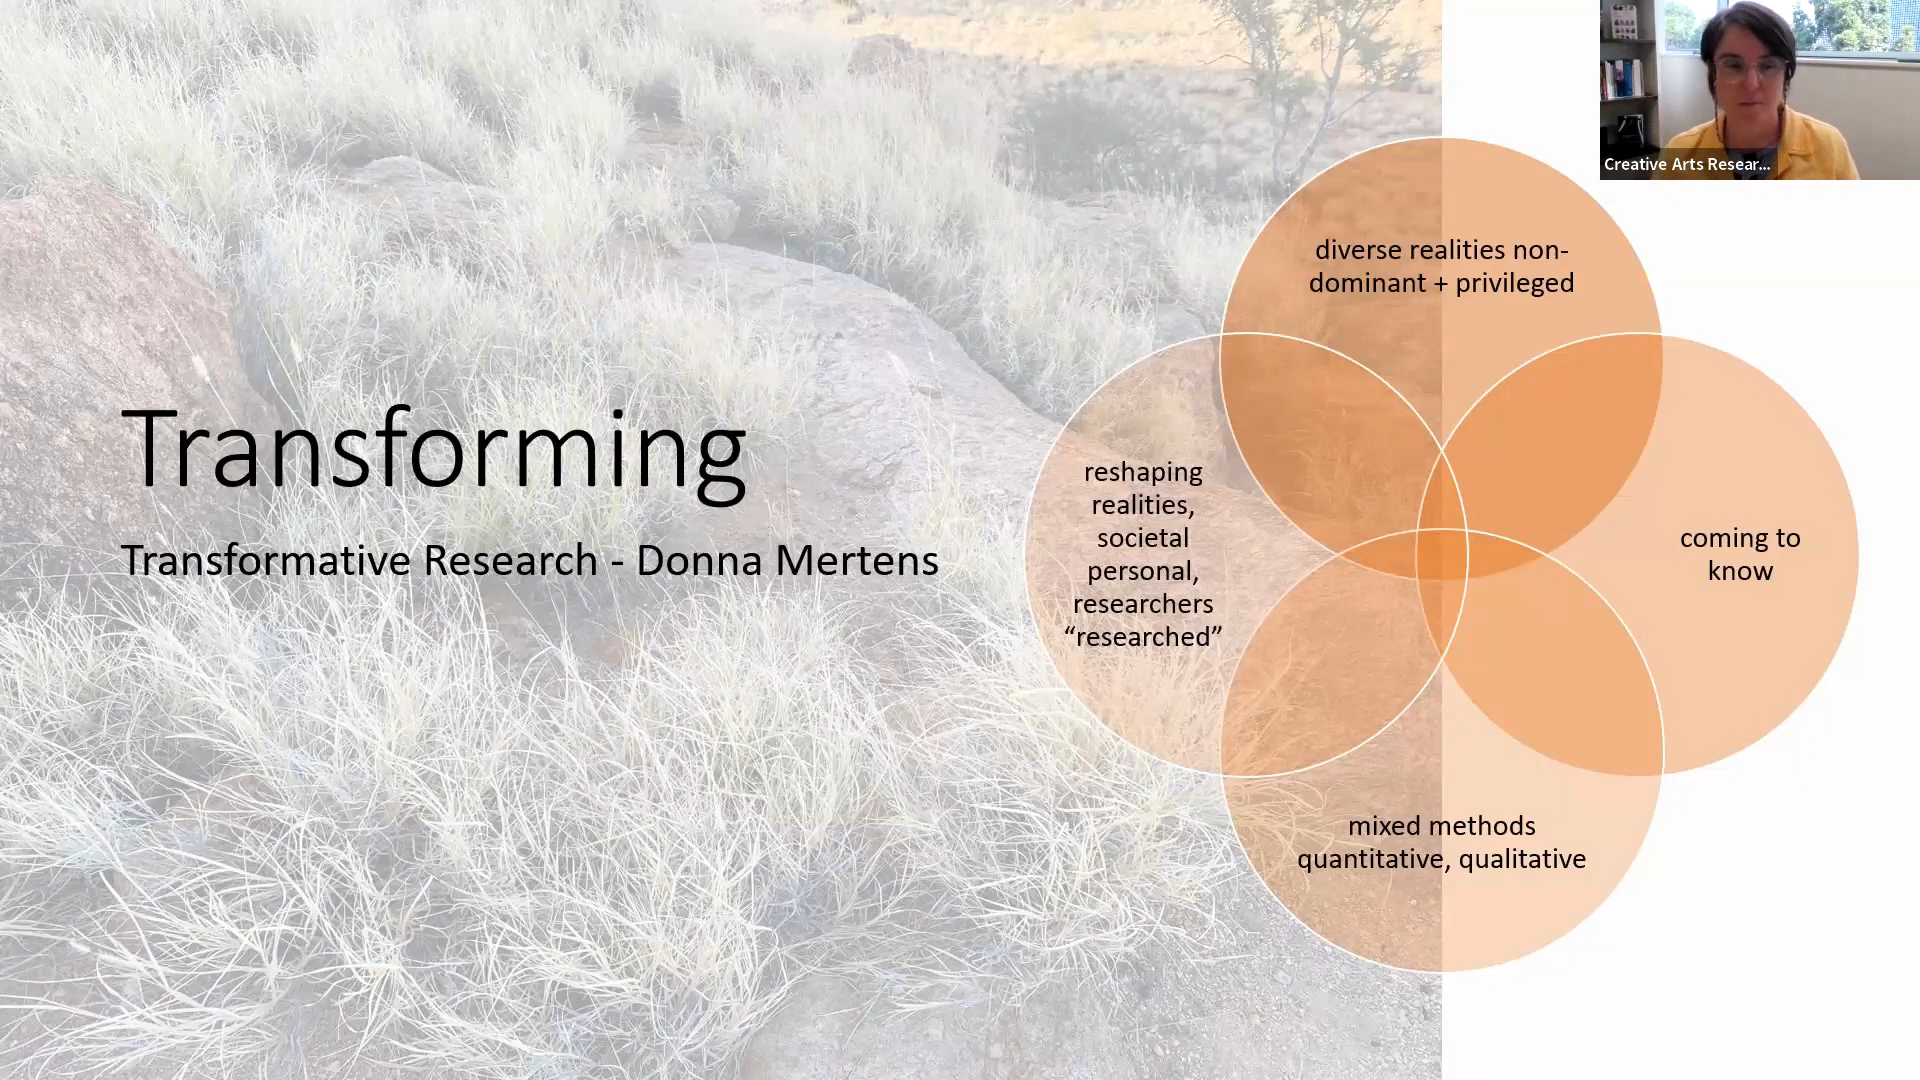 Creative Arts Resear...
Transforming
Transformative Research - Donna Mertens
diverse realities non-
dominant + privileged
reshaping
realities,
societal
personal,
researchers
“researched”
coming to
know
mixed methods
quantitative, qualitative